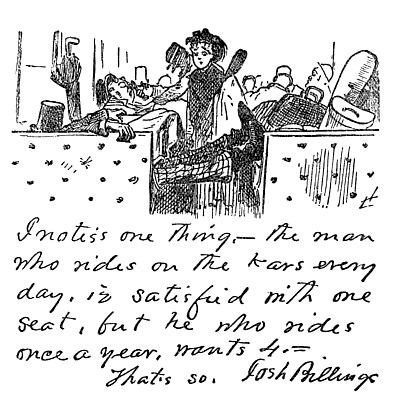 I notiss one thing,— the man
who rides on the kars every
day, iz satisfied with one
seat, but he who rides
once a year, wants 4.=
Thats so. Josh Billings